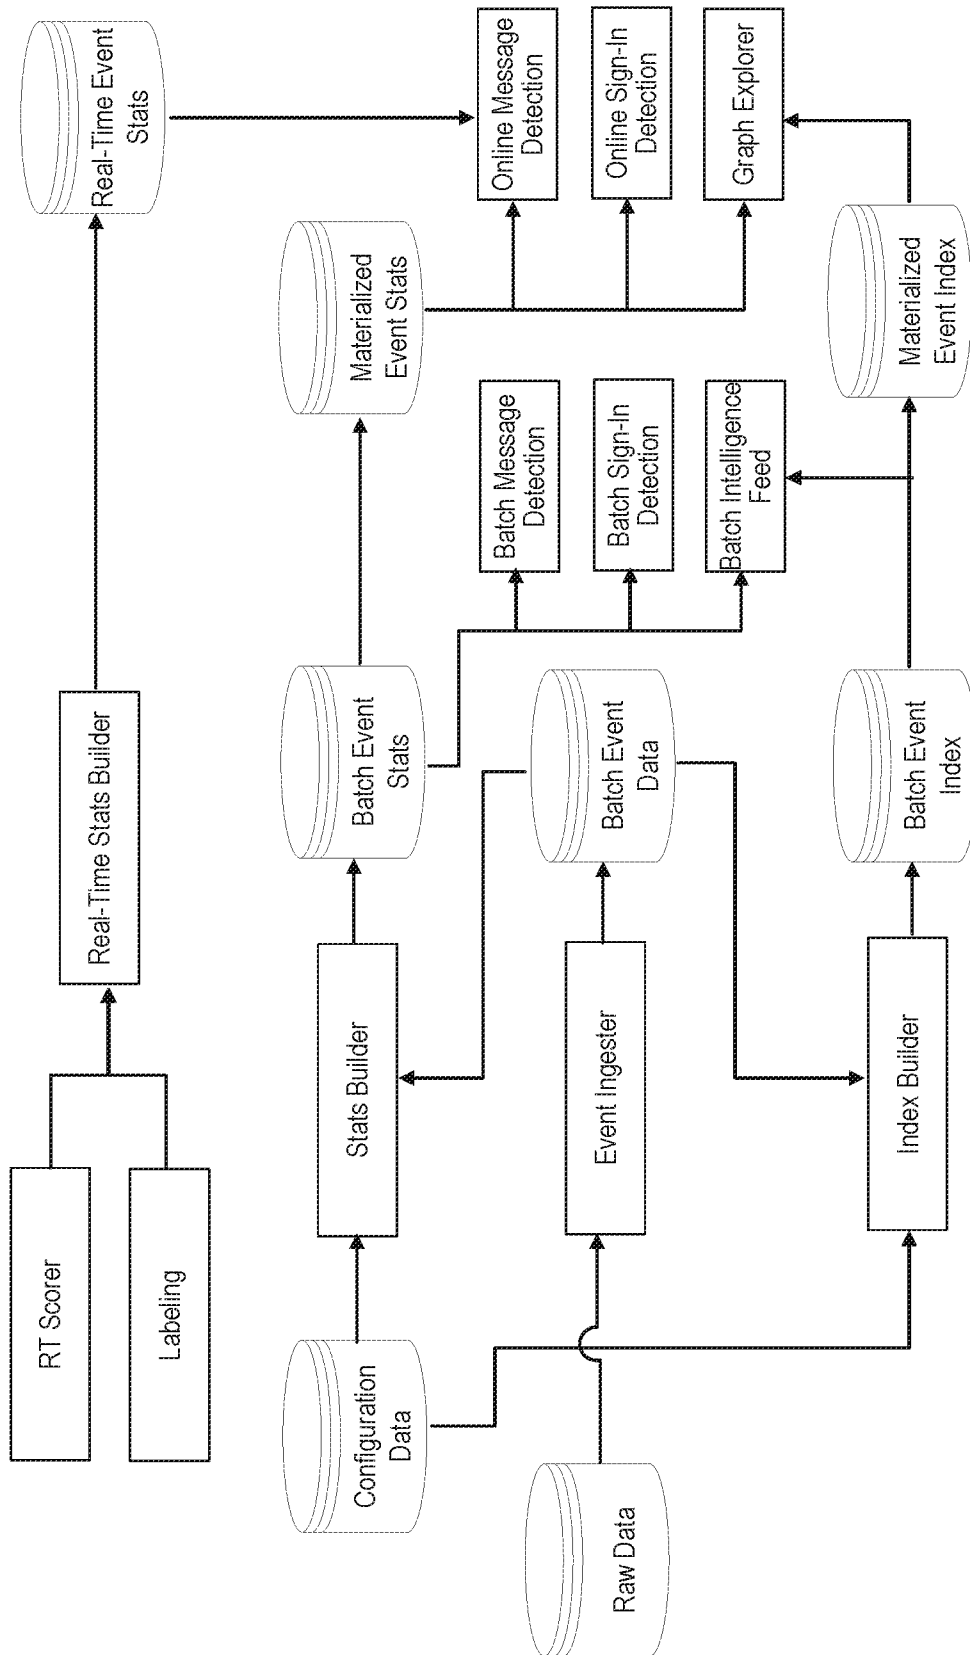 RT Scorer
Labeling
Real-Time Stats Builder
Real-Time Event
Stats
Configuration
Data
Stats Builder
Batch Event
Stats
Materialized
Event Stats
Raw Data
Event Ingester
Batch Event
Data
Batch Message
Detection
Batch Sign-In
Detection
Batch Intelligence
Feed
Online Message
Detection
Online Sign-In
Detection
Graph Explorer
Index Builder
Batch Event
Index
Materialized
Event Index